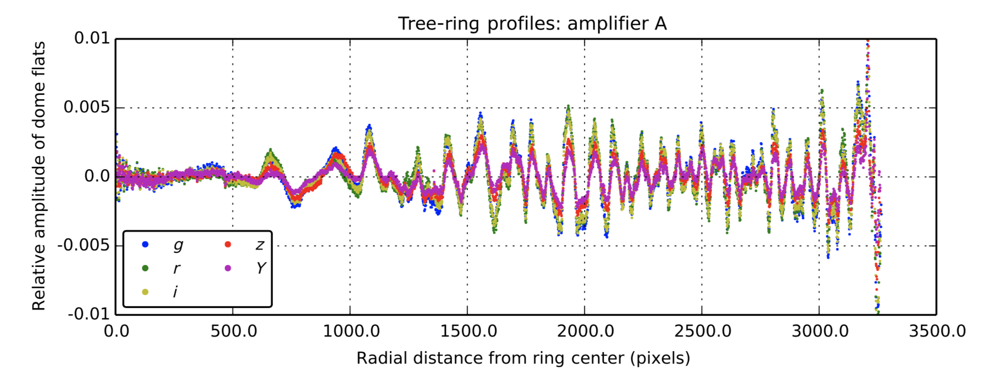 Tree-ring profiles: amplifier A
Relative amplitude of dome flats
0.01
0.005
0.0
-0.005
-0.01
g z
r Y
i
0.0 500.0 1000.0 1500.0 2000.0 2500.0 3000.0 3500.0
Radial distance from ring center (pixels)